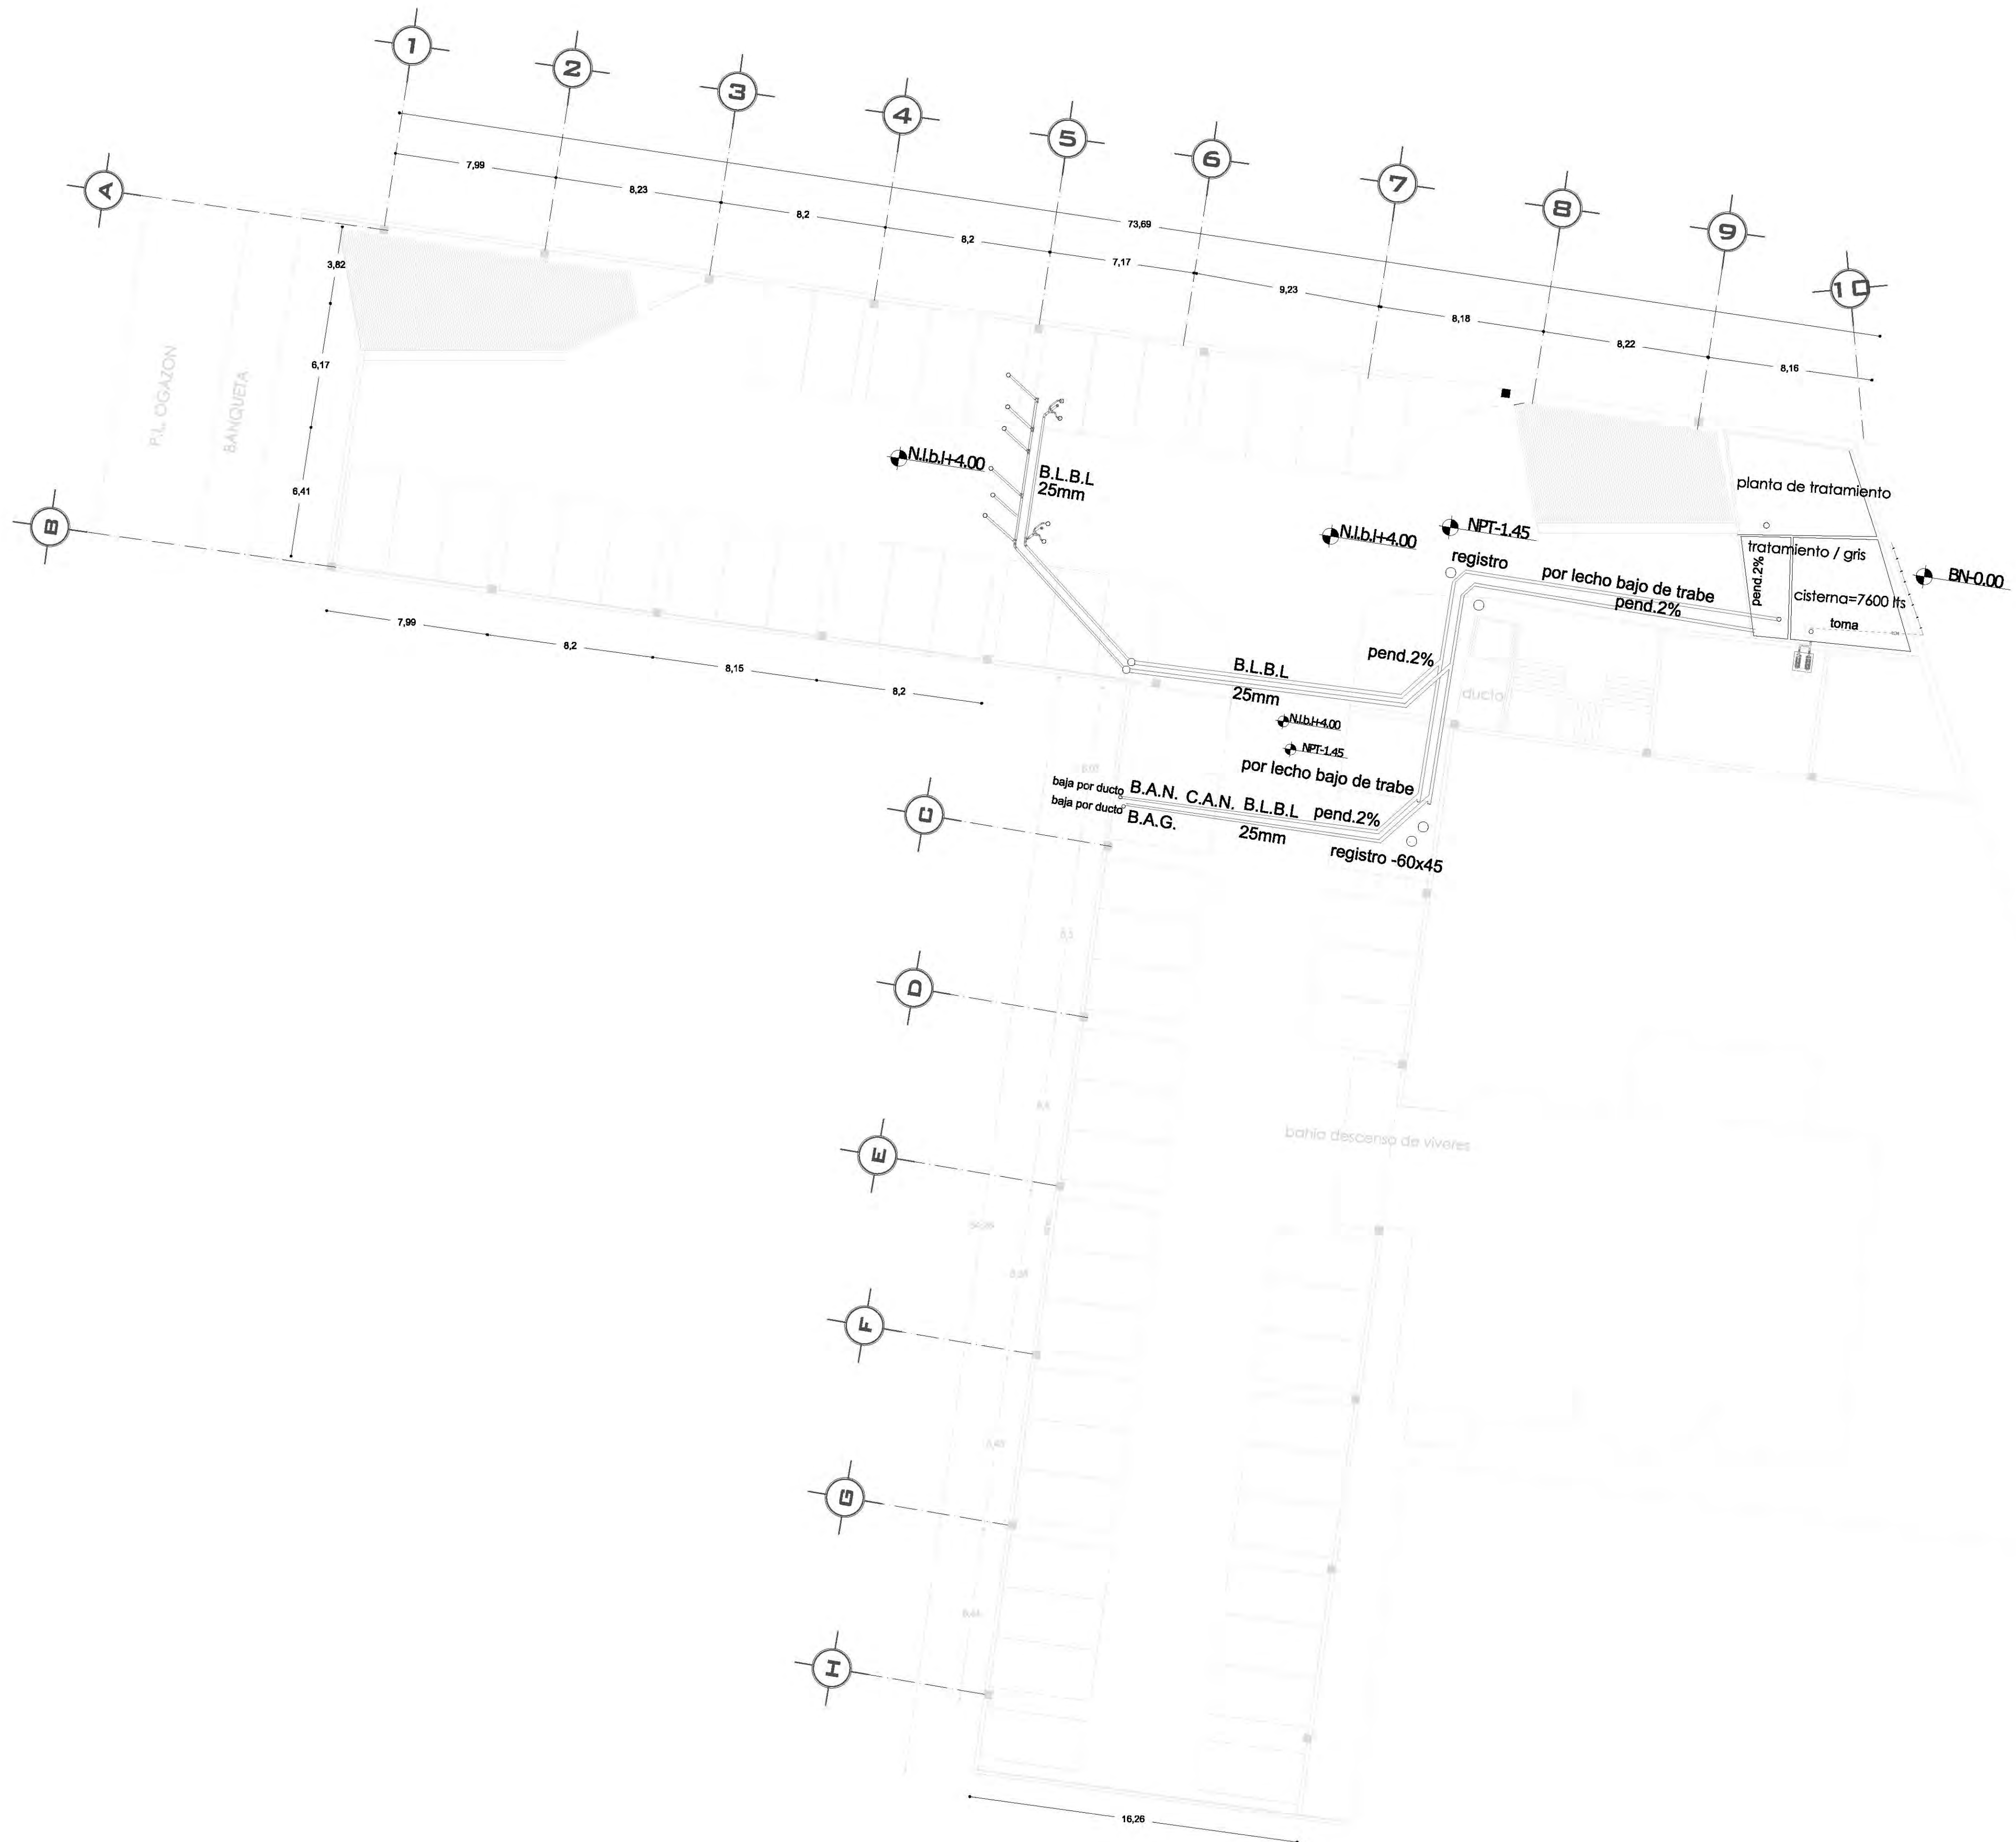 1
2
3
4
5
6
7
8
9
10
A
B
C
D
E
F
G
H
7,99
8,23
8,2
8,2
7,17
9,23
8,18
8,22
8,16
73,69
3,82
6,17
6,41
P.L. OGAZON
BANQUETA
N.l.b.l+4.00
B.L.B.L
25mm
N.l.b.l+4.00
NPT-1.45
registro
por lecho bajo de trabe
pend.2%
planta de tratamiento
tratamiento / gris
pend.2%
cisterna=7600 lts
toma
BN-0.00
7,99
8,2
8,15
8,2
B.L.B.L
25mm
pend.2%
ducto
N.l.b.l+4.00
NPT-1.45
por lecho bajo de trabe
baja por ducto
baja por ducto
B.A.N. C.A.N. B.L.B.L pend.2%
B.A.G.
25mm
registro -60x45
bahia descenso de viveres
16,26